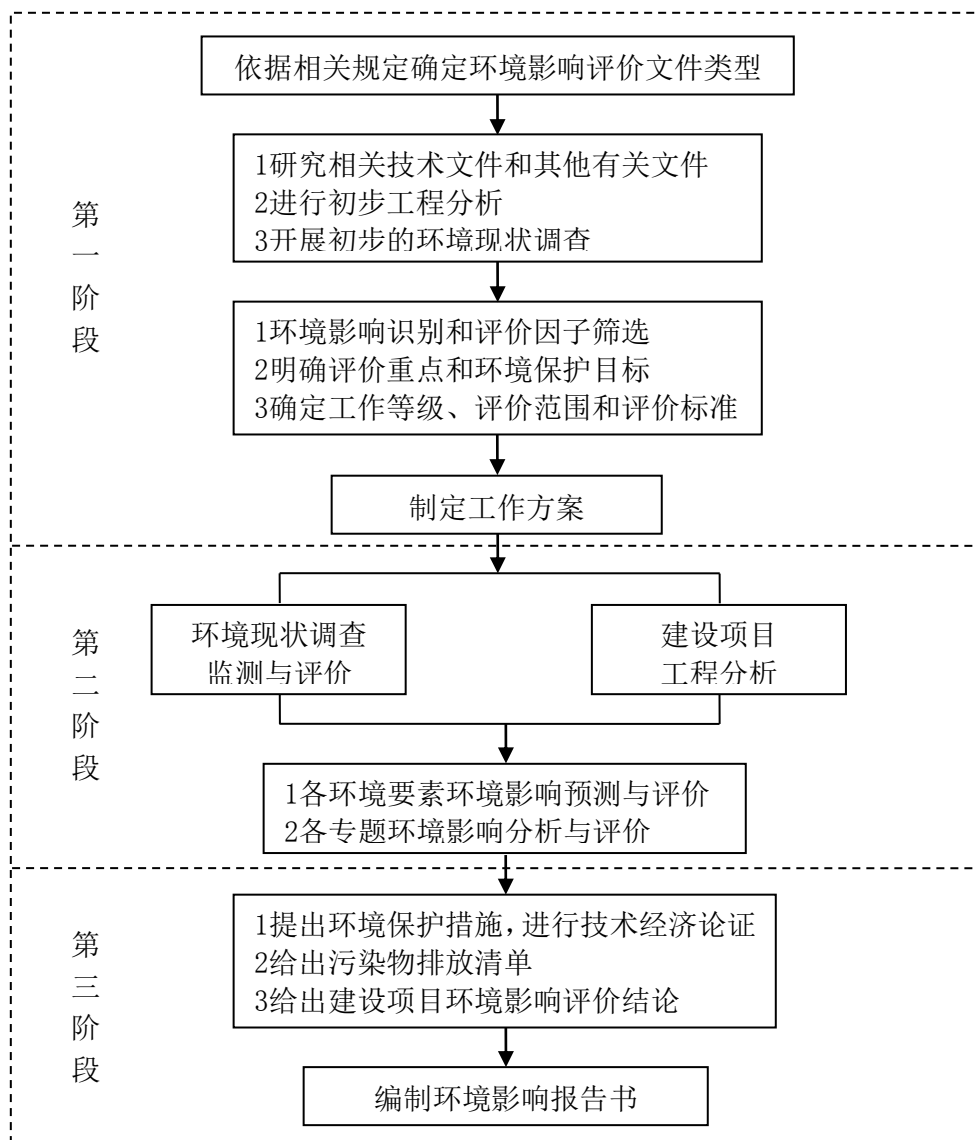 依据相关规定确定环境影响评价文件类型
第一阶段
1研究相关技术文件和其他有关文件
2进行初步工程分析
3开展初步的环境现状调查
1环境影响识别和评价因子筛选
2明确评价重点和环境保护目标
3确定工作等级、评价范围和评价标准
制定工作方案
第二阶段
环境现状调查
监测与评价
建设项目
工程分析
1各环境要素环境影响预测与评价
2各专题环境影响分析与评价
第三阶段
1提出环境保护措施,进行技术经济论证
2给出污染物排放清单
3给出建设项目环境影响评价结论
编制环境影响报告书